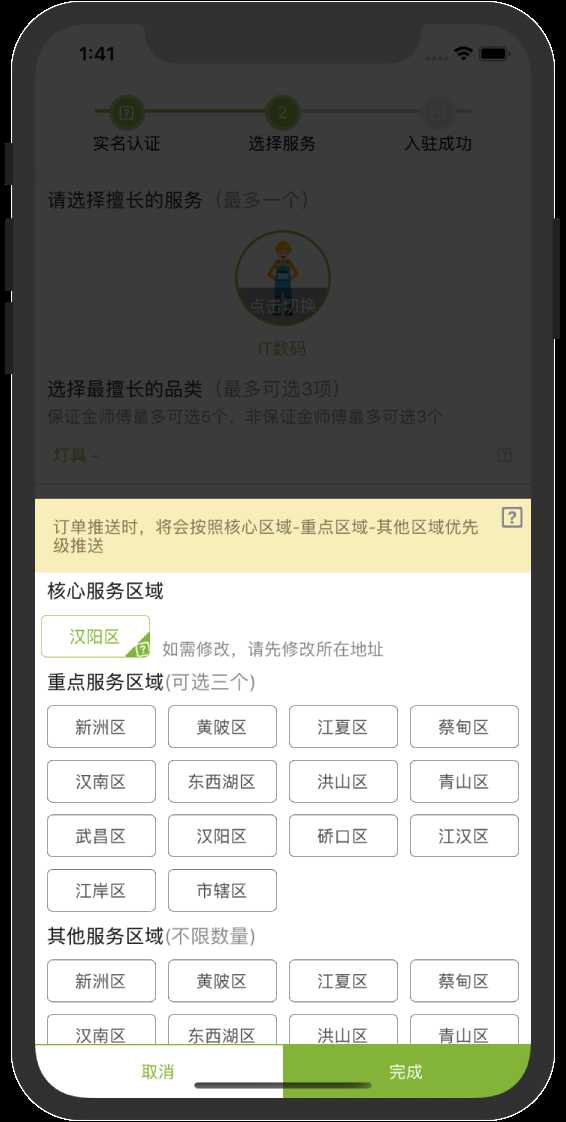 1:41
2
实名认证
选择服务
入驻成功
请选择擅长的服务（最多一个）
点击切换
IT数码
选择最擅长的品类（最多可选3项）
保证金师傅最多可选5个，非保证金师傅最多可选3个
灯具 -
订单推送时，将会按照核心区域-重点区域-其他区域优先
级推送
核心服务区域
汉阳区
如需修改，请先修改所在地址
重点服务区域(可选三个)
新洲区 黄陂区 江夏区 蔡甸区
汉南区 东西湖区 洪山区 青山区
武昌区 汉阳区 硚口区 江汉区
江岸区 市辖区
其他服务区域(不限数量)
新洲区 黄陂区 江夏区 蔡甸区
汉南区 东西湖区 洪山区 青山区
取消 完成